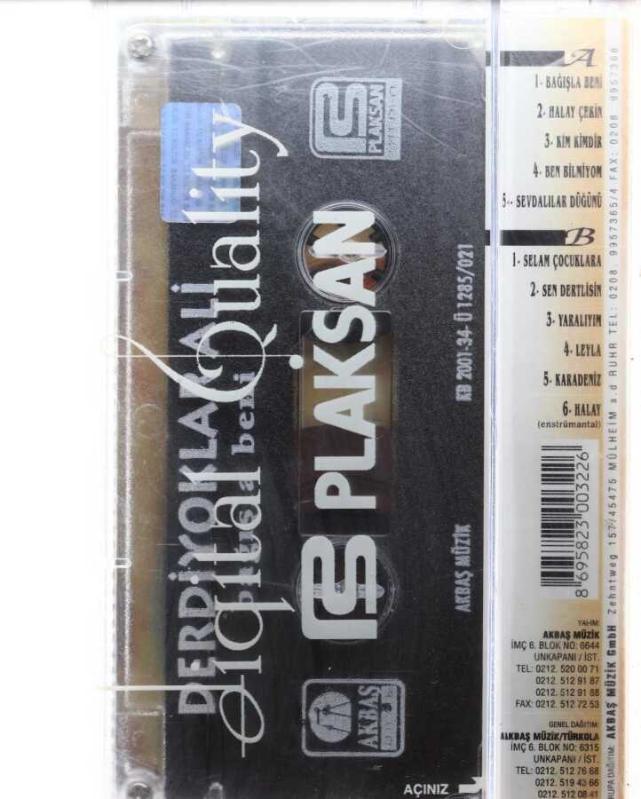 DERDİYOKLAR ALİ
bağışla beni
Digital Quality
PLAKSAN
PLÂKSAN
KB 2001-34-Ü 1285/021
AKBAŞ MÜZİK
AKBAŞ
AÇINIZ
A
1- BAĞIŞLA BENİ
2- HALAY ÇEKİN
3- KİM KİMDİR
4- BEN BİLMİYOM
5-- SEVDALILAR DÜĞÜNÜ
B
1- SELAM ÇOCUKLARA
2- SEN DERTLİSİN
3- YARALIYIM
4- LEYLA
5- KARADENİZ
6- HALAY
(enstrümantal)
8 695823 003226
YAPIM:
AKBAŞ MÜZİK
İMÇ 6. BLOK NO: 6644
UNKAPANI / İST.
TEL: 0212. 520 00 71
0212. 512 91 87
0212. 512 91 88
FAX: 0212. 512 72 53
GENEL DAĞITIM:
AKBAŞ MÜZİK/TÜRKOLA
İMÇ 6. BLOK NO: 6315
UNKAPANI / İST.
TEL: 0212. 512 76 68
0212. 519 43 66
0212. 512 08 41
DAĞITIM: AKBAŞ MÜZİK GmbH Zehntweg 157/45475 MÜLHEİM a.d RUHR TEL: 0208 9957365/4 FAX: 0208 9957366